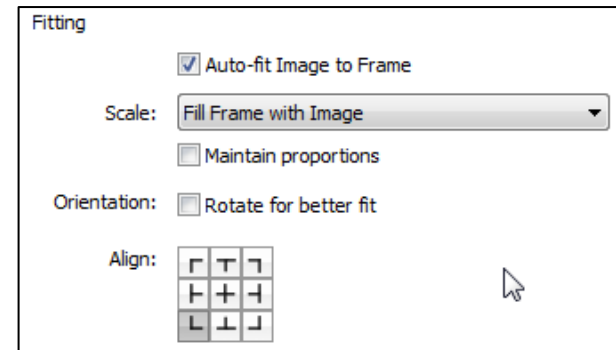 Fitting
Auto-fit Image to Frame
Scale: Fill Frame with Image
Maintain proportions
Orientation: Rotate for better fit
Align: